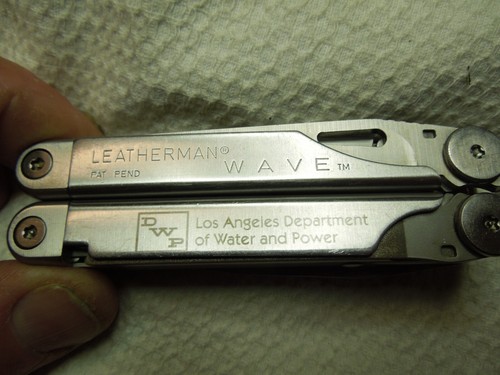 LEATHERMAN® WAVE™
PAT PEND
DWP
Los Angeles Department
of Water and Power